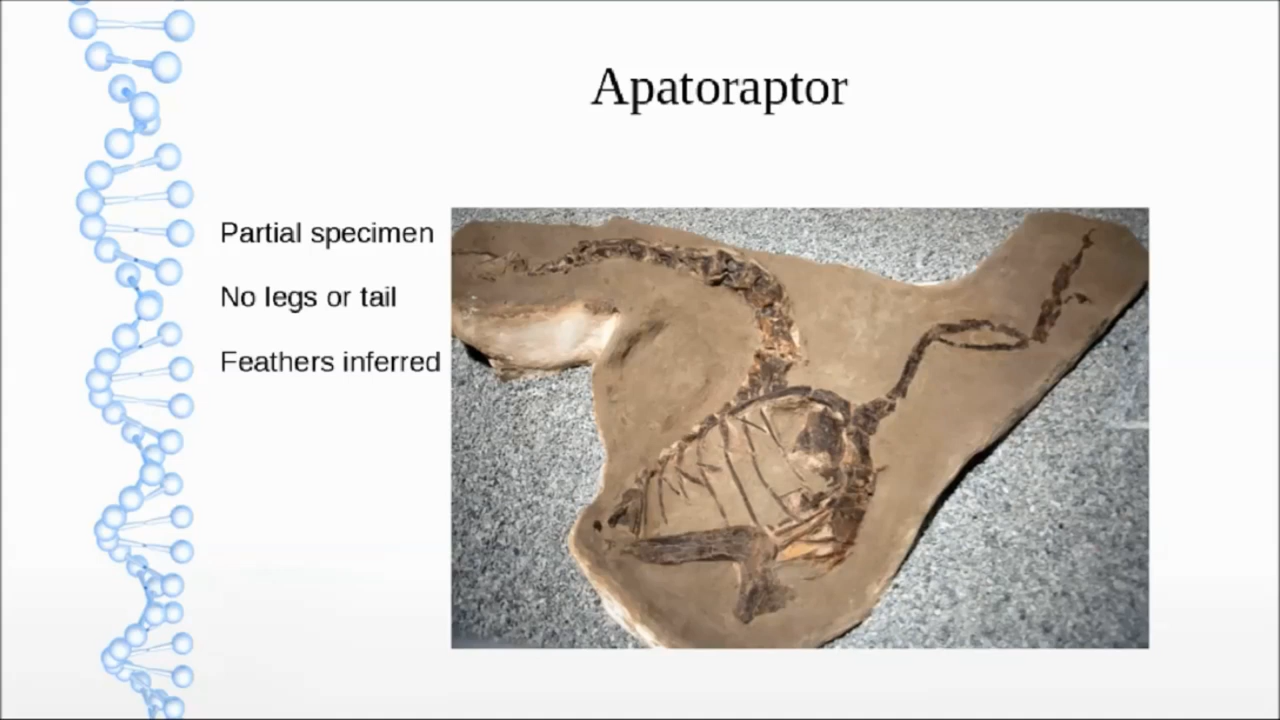 Apatoraptor
Partial specimen
No legs or tail
Feathers inferred